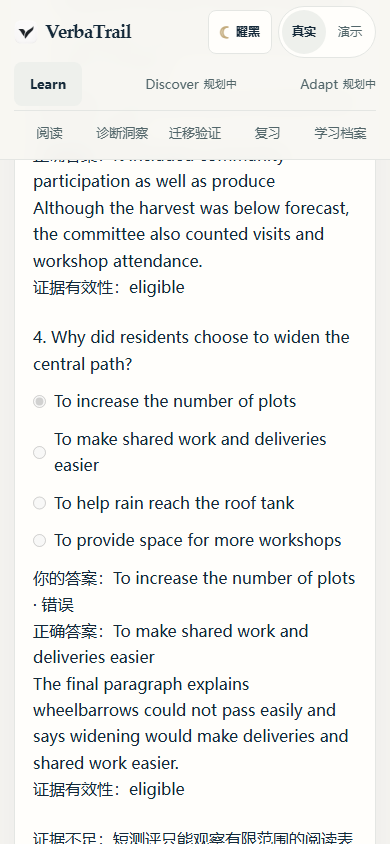 VerbaTrail
曜黑
真实
演示
Learn
Discover 规划中
Adapt 规划中
阅读
诊断洞察
迁移验证
复习
学习档案
participation as well as produce
Although the harvest was below forecast,
the committee also counted visits and
workshop attendance.
证据有效性：eligible
4. Why did residents choose to widen the
central path?
To increase the number of plots
To make shared work and deliveries
easier
To help rain reach the roof tank
To provide space for more workshops
你的答案：To increase the number of plots
· 错误
正确答案：To make shared work and
deliveries easier
The final paragraph explains
wheelbarrows could not pass easily and
says widening would make deliveries and
shared work easier.
证据有效性：eligible
证据不足：短测评只能观察有限范围的阅读表